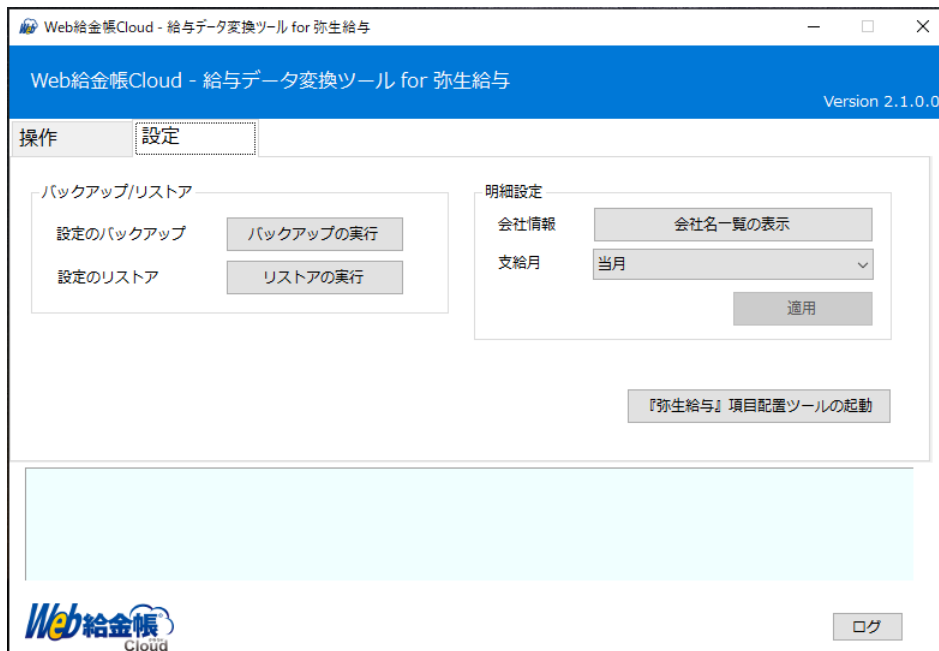 Web給金帳Cloud - 給与データ変換ツール for 弥生給与
Web給金帳Cloud - 給与データ変換ツール for 弥生給与
Version 2.1.0.0
操作
設定
バックアップ/リストア
設定のバックアップ
バックアップの実行
設定のリストア
リストアの実行
明細設定
会社情報
会社名一覧の表示
支給月
当月
適用
『弥生給与』項目配置ツールの起動
Web給金帳
Cloud
ログ